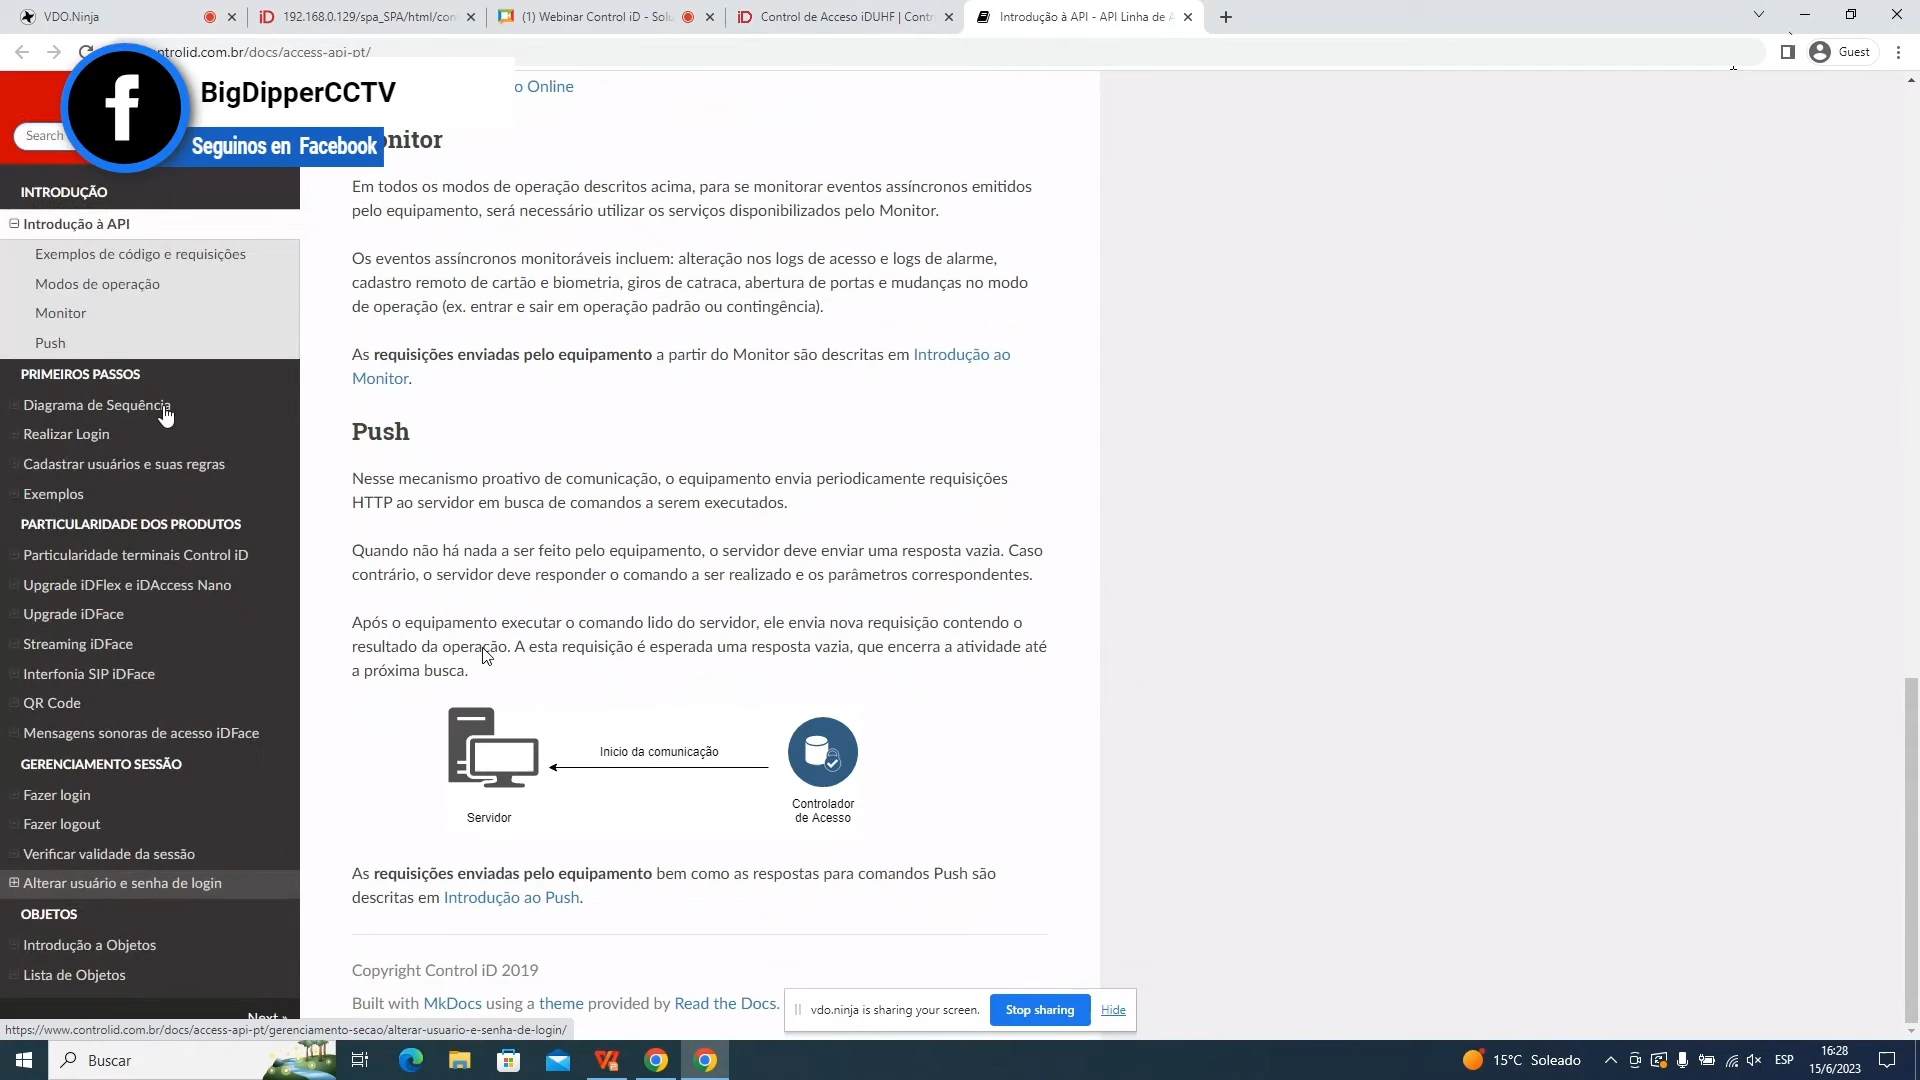 VDO.Ninja
192.168.0.129/spa_SPA/html/con
(1) Webinar Control iD - Solu
Control de Acceso iDUHF | Contr
Introdução à API - API Linha de A
ntrolid.com.br/docs/access-api-pt/
Guest
BigDipperCCTV
Seguinos en Facebook
Search
INTRODUÇÃO
Introdução à API
Exemplos de código e requisições
Modos de operação
Monitor
Push
PRIMEIROS PASSOS
Diagrama de Sequência
Realizar Login
Cadastrar usuários e suas regras
Exemplos
PARTICULARIDADE DOS PRODUTOS
Particularidade terminais Control iD
Upgrade iDFlex e iDAccess Nano
Upgrade iDFace
Streaming iDFace
Interfonia SIP iDFace
QR Code
Mensagens sonoras de acesso iDFace
GERENCIAMENTO SESSÃO
Fazer login
Fazer logout
Verificar validade da sessão
Alterar usuário e senha de login
OBJETOS
Introdução a Objetos
Lista de Objetos
Next »
o Online
onitor
Em todos os modos de operação descritos acima, para se monitorar eventos assíncronos emitidos
pelo equipamento, será necessário utilizar os serviços disponibilizados pelo Monitor.
Os eventos assíncronos monitoráveis incluem: alteração nos logs de acesso e logs de alarme,
cadastro remoto de cartão e biometria, giros de catraca, abertura de portas e mudanças no modo
de operação (ex. entrar e sair em operação padrão ou contingência).
As requisições enviadas pelo equipamento a partir do Monitor são descritas em Introdução ao
Monitor.
Push
Nesse mecanismo proativo de comunicação, o equipamento envia periodicamente requisições
HTTP ao servidor em busca de comandos a serem executados.
Quando não há nada a ser feito pelo equipamento, o servidor deve enviar uma resposta vazia. Caso
contrário, o servidor deve responder o comando a ser realizado e os parâmetros correspondentes.
Após o equipamento executar o comando lido do servidor, ele envia nova requisição contendo o
resultado da operação. A esta requisição é esperada uma resposta vazia, que encerra a atividade até
a próxima busca.
Inicio da comunicação
Servidor
Controlador
de Acesso
As requisições enviadas pelo equipamento bem como as respostas para comandos Push são
descritas em Introdução ao Push.
Copyright Control iD 2019
Built with MkDocs using a theme provided by Read the Docs.
vdo.ninja is sharing your screen.
Stop sharing
Hide
https://www.controlid.com.br/docs/access-api-pt/gerenciamento-secao/alterar-usuario-e-senha-de-login/
Buscar
15°C Soleado
ESP
16:28
15/6/2023